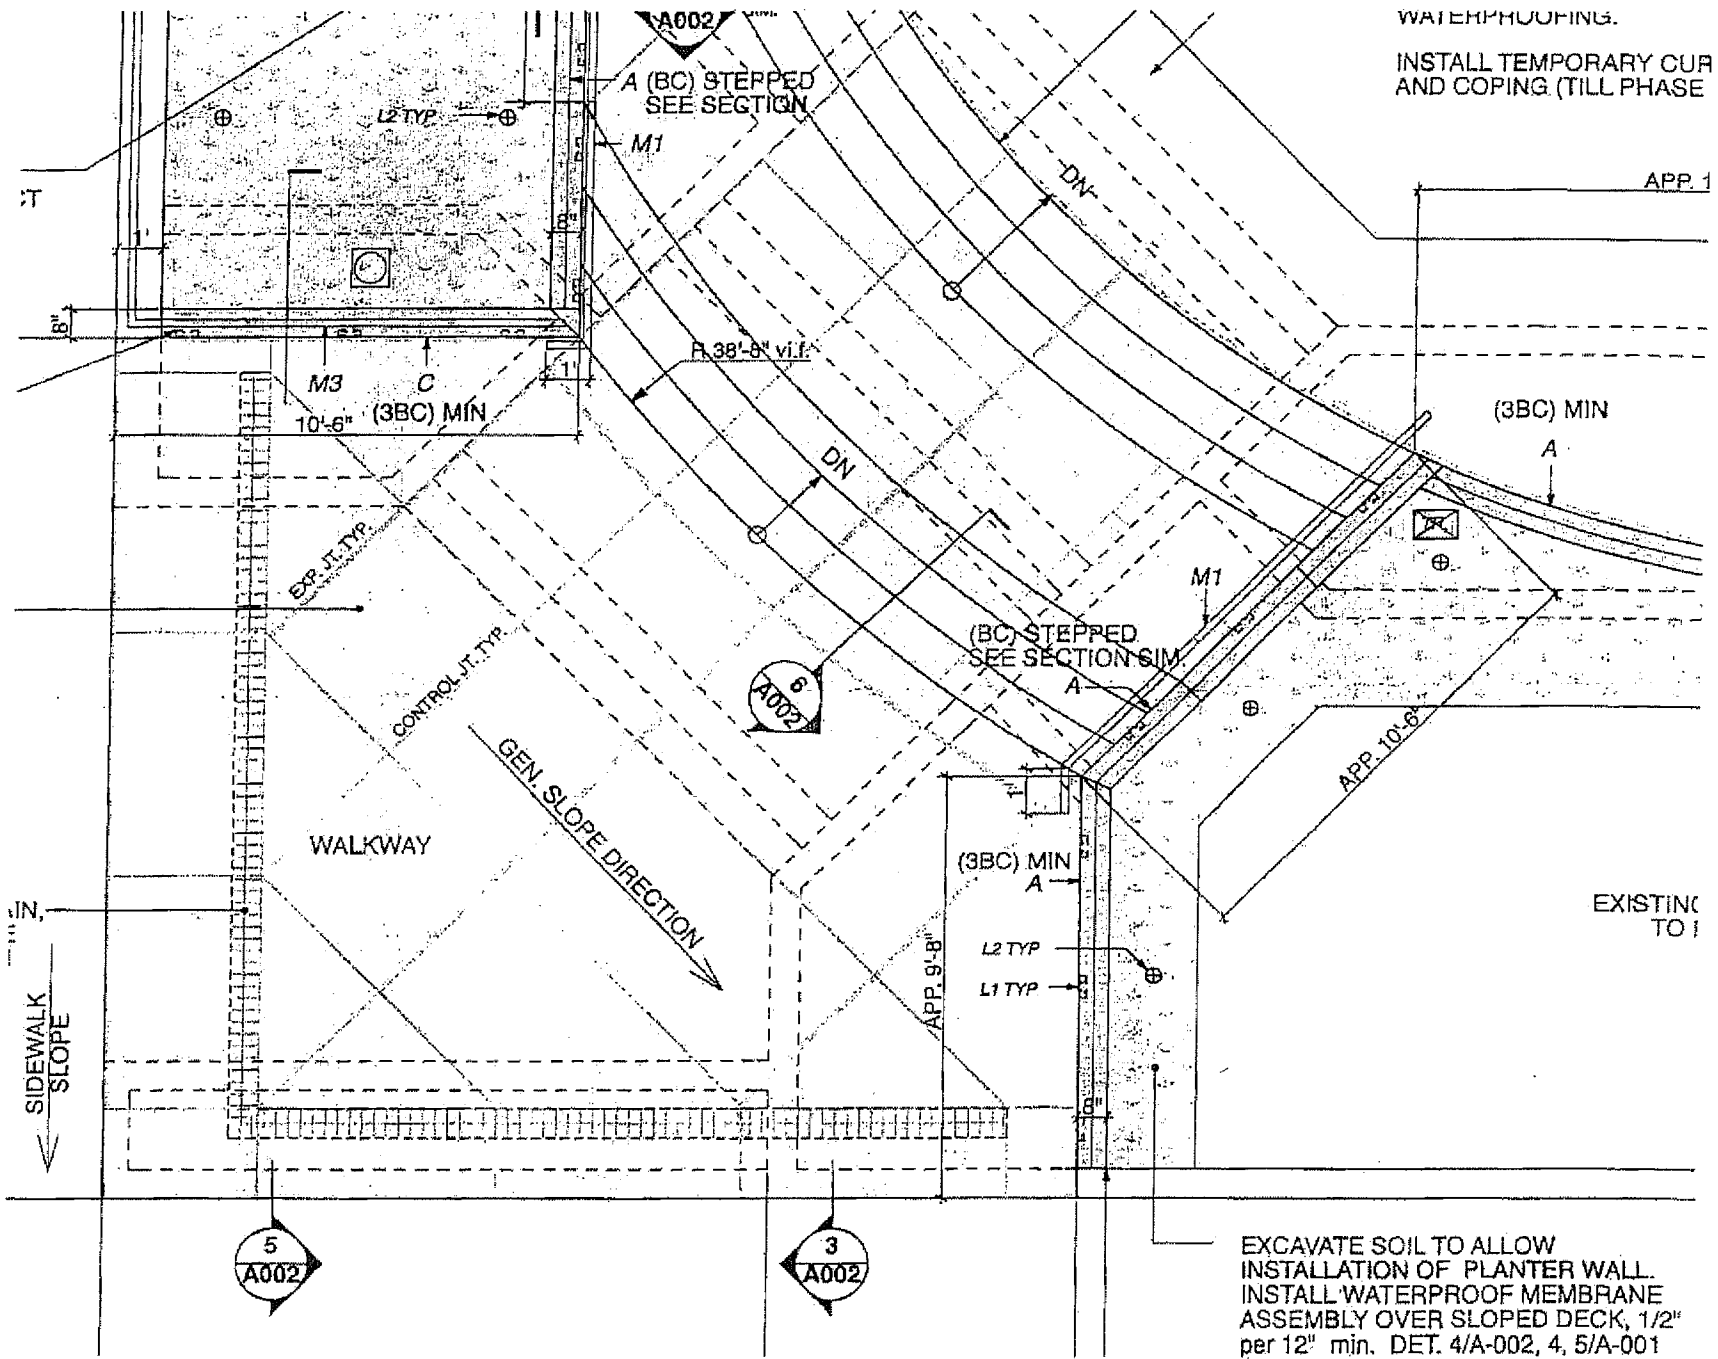 A002
WATERPROOFING.
INSTALL TEMPORARY CUR
AND COPING (TILL PHASE
A (BC) STEPPED
SEE SECTION
L2 TYP
M1
DN
APP. 1
CT
1'
8"
8"
R 38'-8" v.i.f.
1'
M3
C
(3BC) MIN
10'-6"
(3BC) MIN
A
DN
EXP. JT. TYP.
CONTROL JT. TYP.
M1
(BC) STEPPED
SEE SECTION SIM.
A
6
A002
APP. 10'-6"
GEN. SLOPE DIRECTION
WALKWAY
1'
(3BC) MIN
A
L2 TYP
L1 TYP
APP. 9'-8"
IN,
EXISTING
TO
SIDEWALK
SLOPE
8"
5
A002
3
A002
EXCAVATE SOIL TO ALLOW
INSTALLATION OF PLANTER WALL.
INSTALL WATERPROOF MEMBRANE
ASSEMBLY OVER SLOPED DECK, 1/2"
per 12" min. DET. 4/A-002, 4, 5/A-001